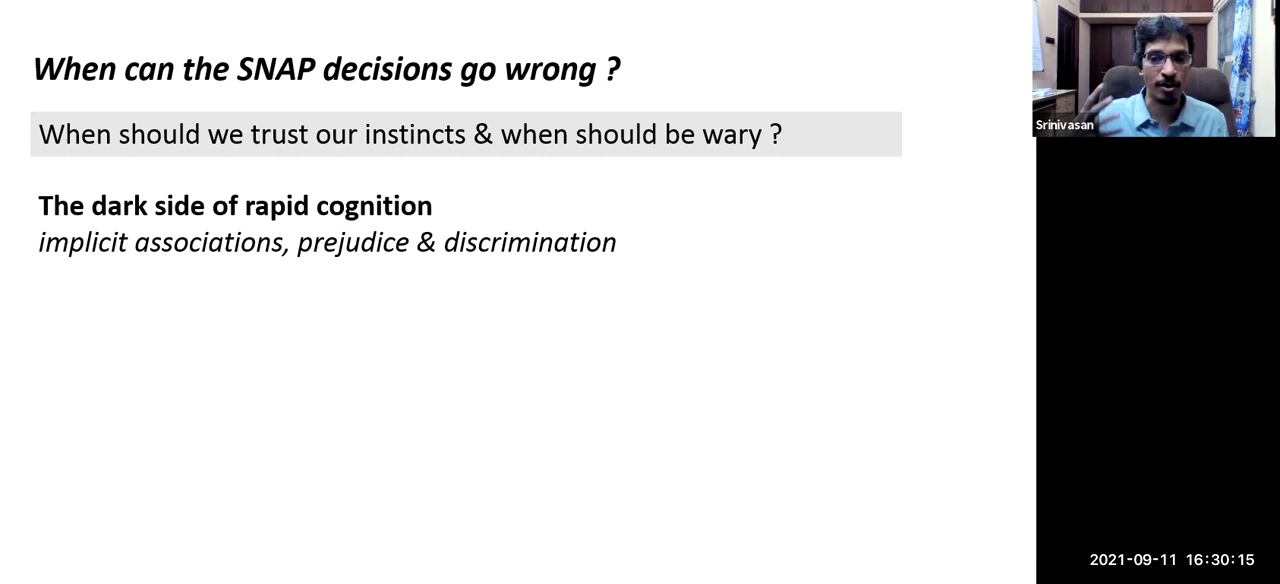 When can the SNAP decisions go wrong ?
When should we trust our instincts & when should be wary ?
The dark side of rapid cognition
implicit associations, prejudice & discrimination
Srinivasan
2021-09-11 16:30:15